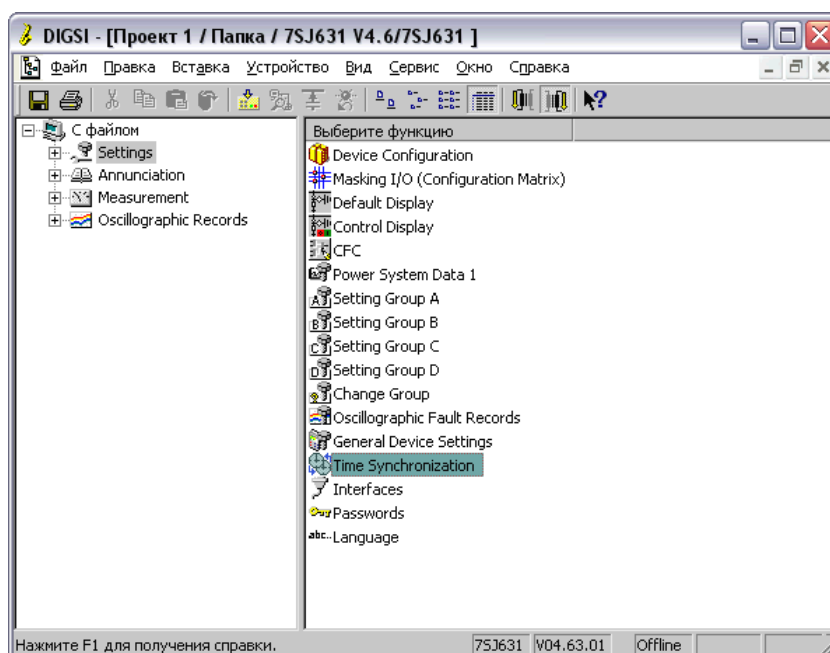 DIGSI - [Проект 1 / Папка / 7SJ631 V4.6/7SJ631 ]
Файл Правка Вставка Устройство Вид Сервис Окно Справка
С файлом
Settings
Annunciation
Measurement
Oscillographic Records
Выберите функцию
Device Configuration
Masking I/O (Configuration Matrix)
Default Display
Control Display
CFC
Power System Data 1
A Setting Group A
B Setting Group B
C Setting Group C
D Setting Group D
Change Group
Oscillographic Fault Records
General Device Settings
Time Synchronization
Interfaces
Passwords
abc.. Language
Нажмите F1 для получения справки. 7SJ631 V04.63.01 Offline